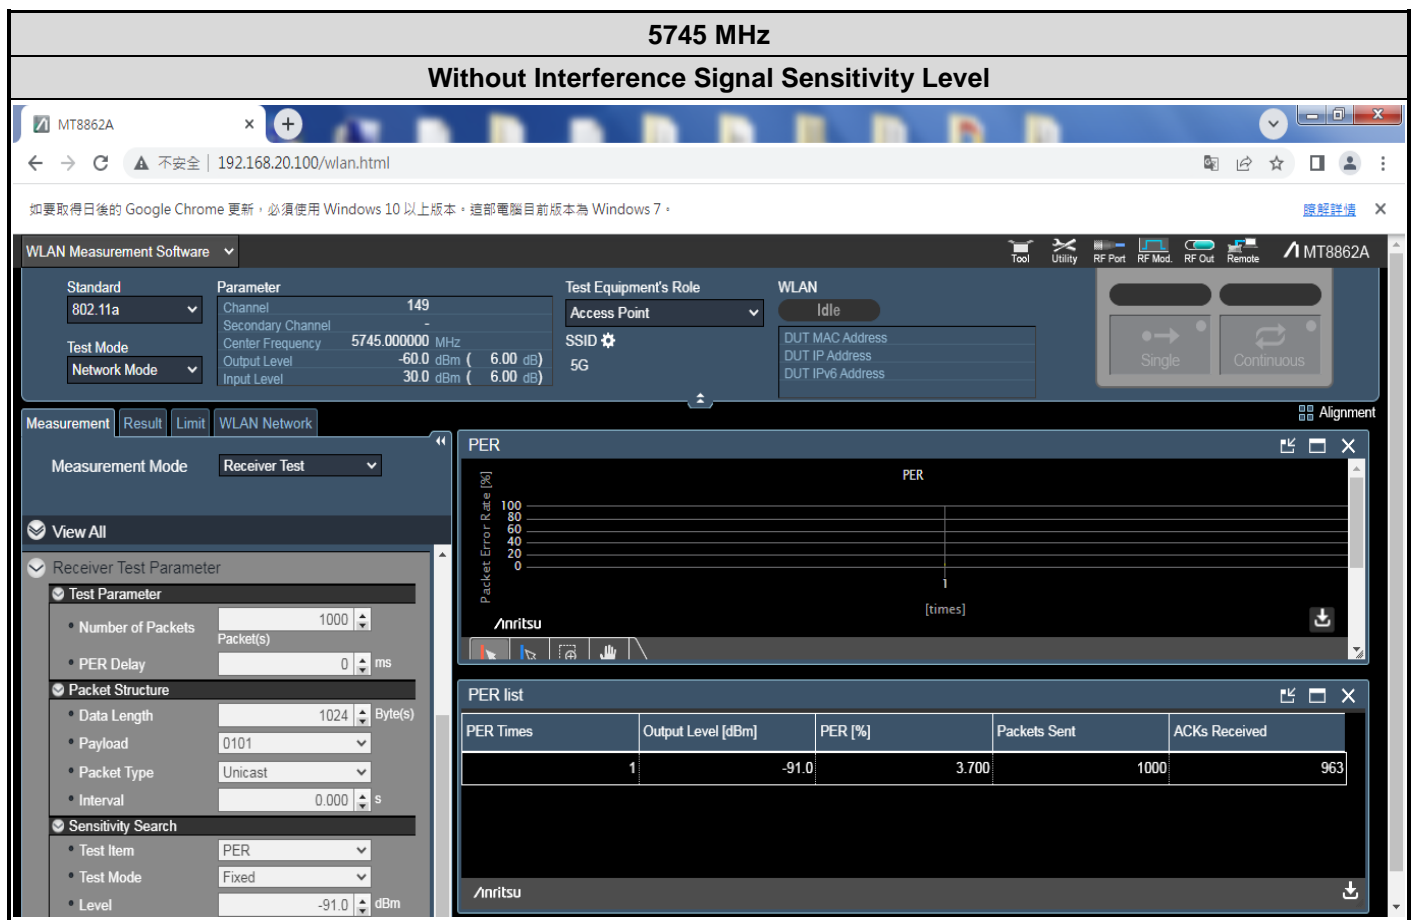 5745 MHz
Without Interference Signal Sensitivity Level
MT8862A
不安全 | 192.168.20.100/wlan.html
如要取得日後的 Google Chrome 更新，必須使用 Windows 10 以上版本。這部電腦目前版本為 Windows 7。 瞭解詳情
WLAN Measurement Software Tool Utility RF Port RF Mod. RF Out Remote MT8862A
Standard Parameter Test Equipment's Role WLAN
802.11a Channel 149 Access Point Idle
Secondary Channel -
Test Mode Center Frequency 5745.000000 MHz SSID DUT MAC Address
Network Mode Output Level -60.0 dBm ( 6.00 dB) 5G DUT IP Address
Input Level 30.0 dBm ( 6.00 dB) DUT IPv6 Address
Single Continuous
Alignment
Measurement Result Limit WLAN Network
Measurement Mode Receiver Test
View All
Receiver Test Parameter
Test Parameter
Number of Packets 1000
Packet(s)
PER Delay 0 ms
Packet Structure
Data Length 1024 Byte(s)
Payload 0101
Packet Type Unicast
Interval 0.000 s
Sensitivity Search
Test Item PER
Test Mode Fixed
Level -91.0 dBm
PER
PER
Packet Error Rate [%]
100
80
60
40
20
0
1
[times]
Anritsu
PER list
PER Times Output Level [dBm] PER [%] Packets Sent ACKs Received
1 -91.0 3.700 1000 963
Anritsu